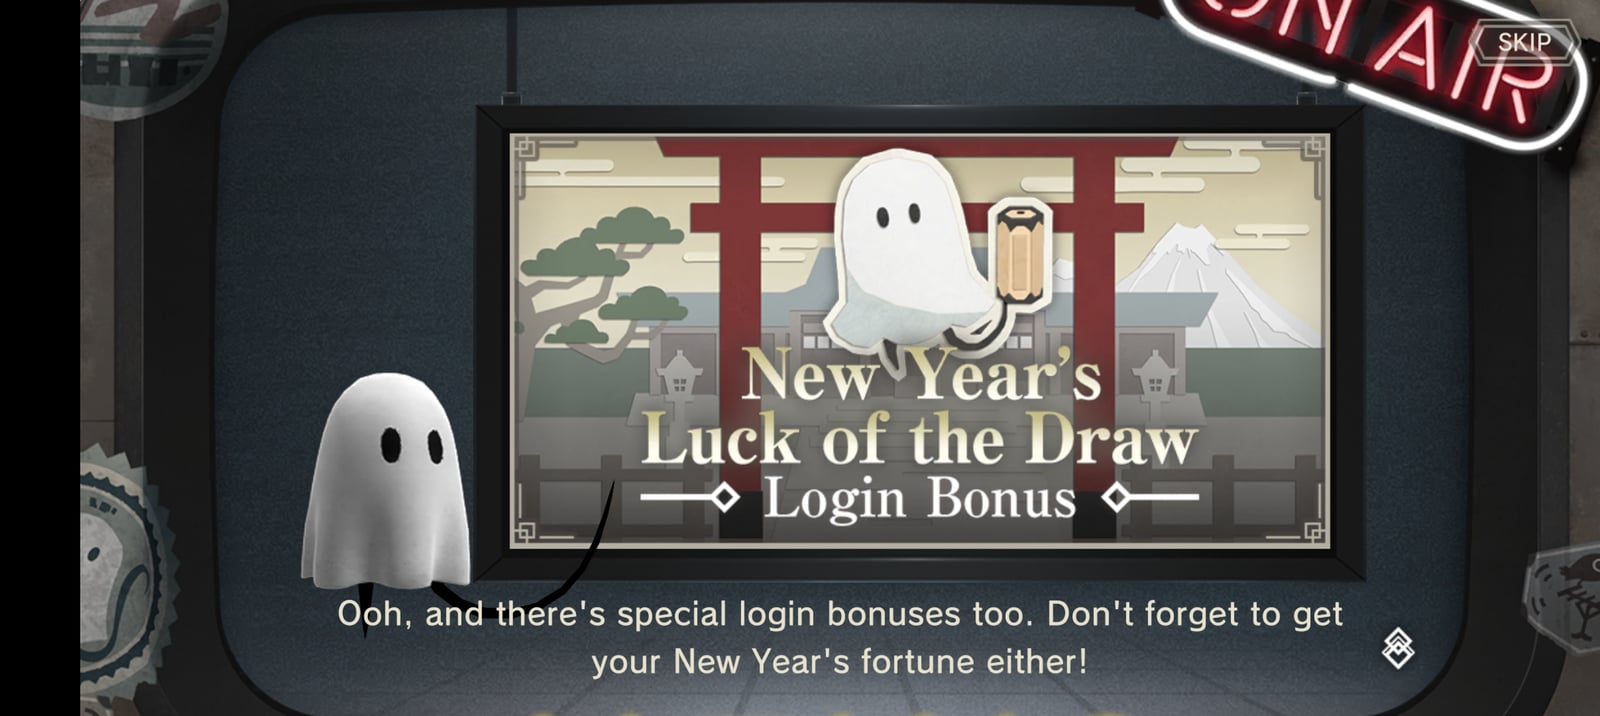 ON AIR
SKIP
New Year's
Luck of the Draw
Login Bonus
Ooh, and there's special login bonuses too. Don't forget to get
your New Year's fortune either!